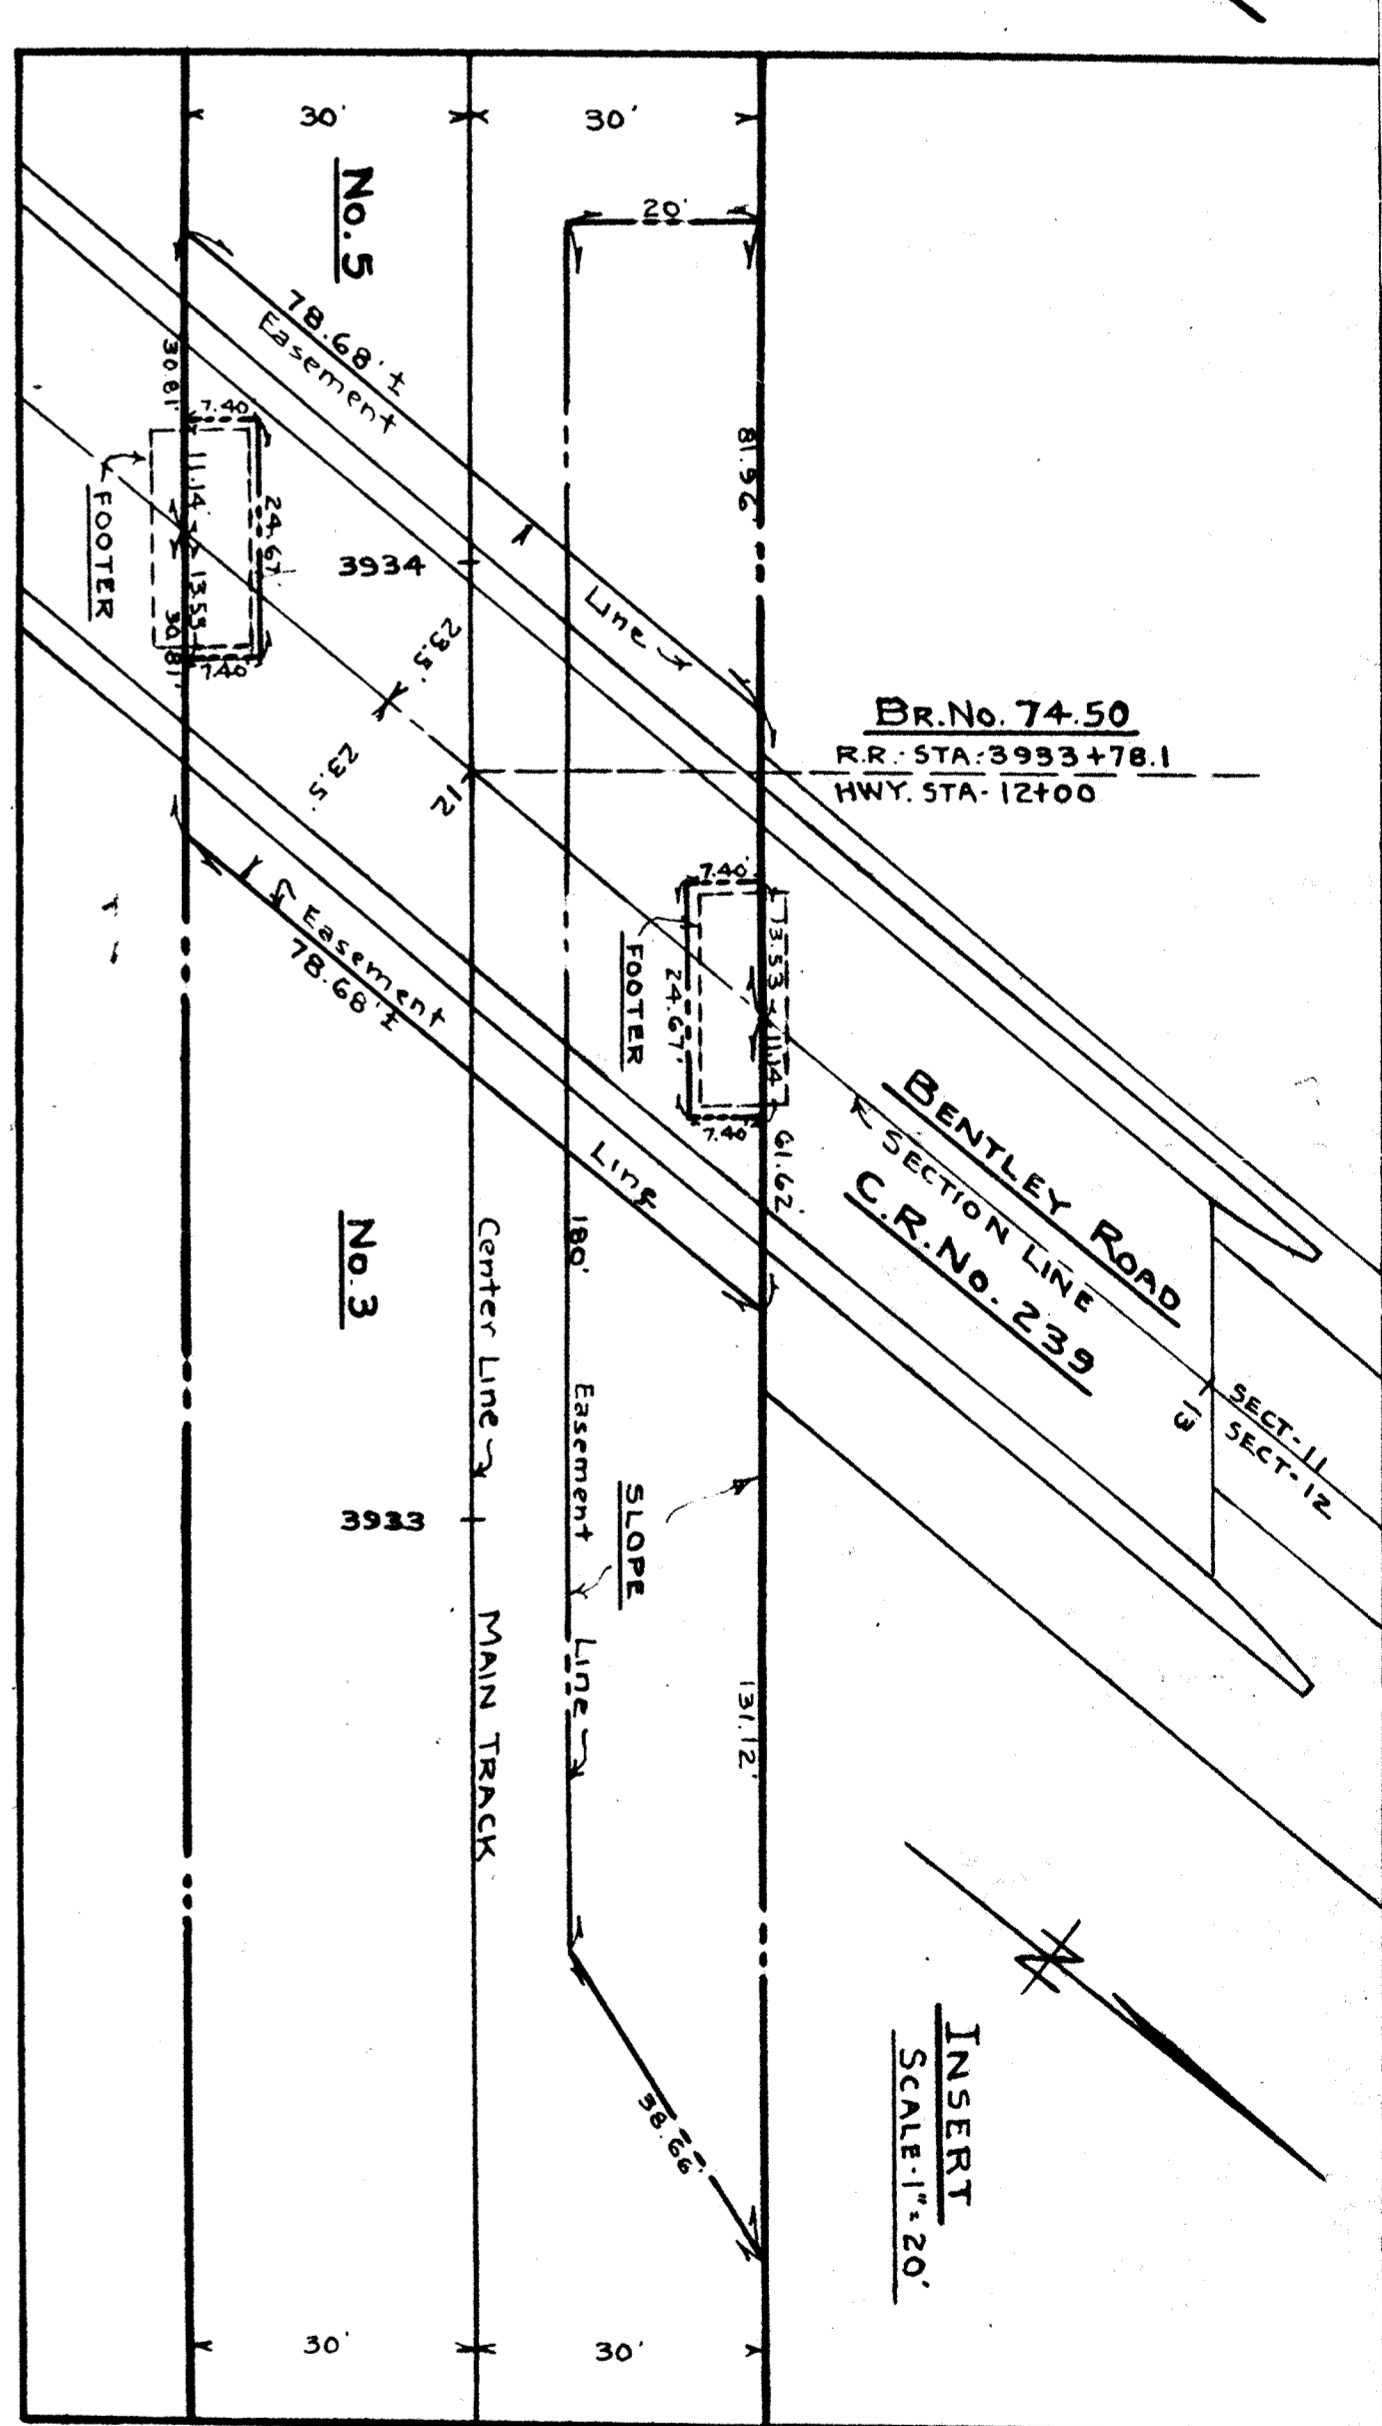 30'
30'
No. 5
20'
78.68'±
Easement
Line
81.96'
30.81'
7.40'
11.14'
13.53'
24.67'
30.81'
7.40'
FOOTER
3934
23.5'
23.5'
12
BR. No. 74.50
R.R. STA: 3933+78.1
HWY. STA- 12+00
7.40'
13.53'
11.14'
24.67'
7.40'
FOOTER
61.62'
Easement
78.68'±
Line
BENTLEY ROAD
SECTION LINE
C.R. No. 239
13
SECT-11
SECT-12
No. 3
Center Line
MAIN TRACK
180'
Easement
Line
SLOPE
3933
131.12'
38.66'
N
INSERT
SCALE-1"=20'
30'
30'